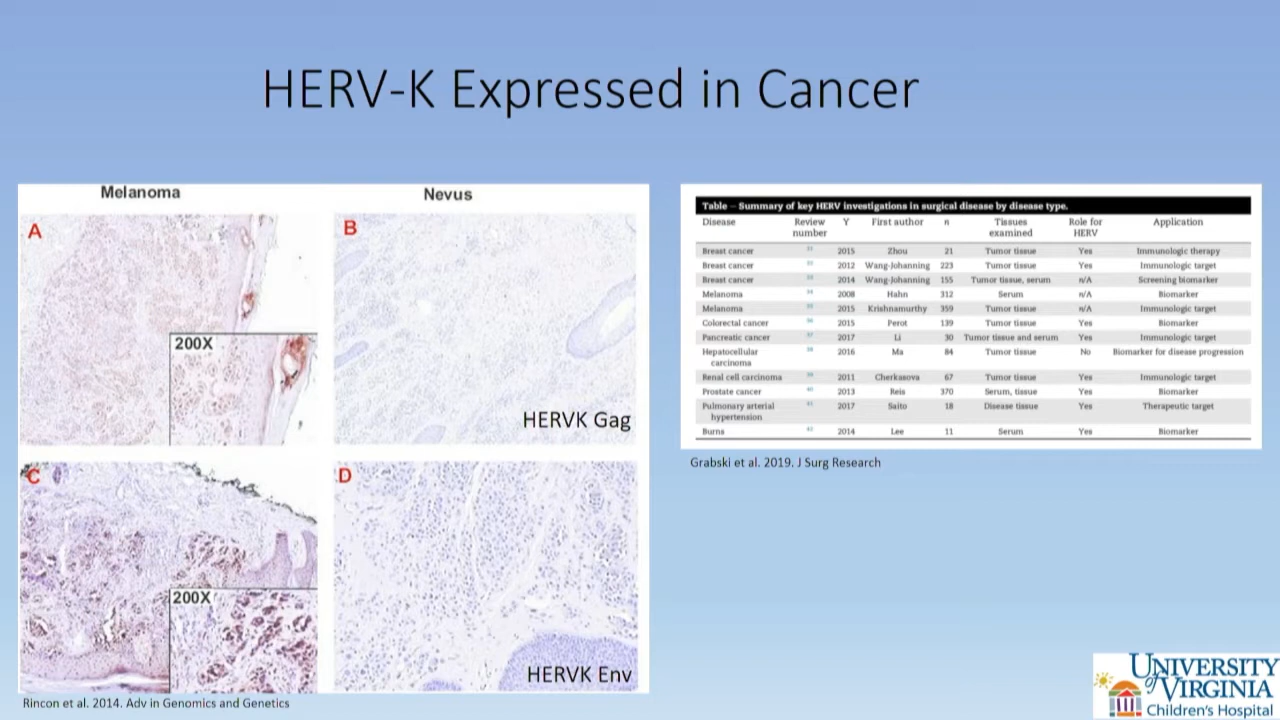 HERV-K Expressed in Cancer
Melanoma
Nevus
A
200X
B
HERVK Gag
C
200X
D
HERVK Env
Rincon et al. 2014. Adv in Genomics and Genetics
Table – Summary of key HERV investigations in surgical disease by disease type.
Disease Review number Y First author n Tissues examined Role for HERV Application
Breast cancer 2015 Zhou 21 Tumor tissue Yes Immunologic therapy
Breast cancer 2012 Wang-Johanning 223 Tumor tissue Yes Immunologic target
Breast cancer 2014 Wang-Johanning 155 Tumor tissue, serum n/A Screening biomarker
Melanoma 2008 Hahn 312 Serum n/A Biomarker
Melanoma 2015 Krishnamurthy 359 Tumor tissue n/A Immunologic target
Colorectal cancer 2015 Perot 139 Tumor tissue Yes Biomarker
Pancreatic cancer 2017 Li 30 Tumor tissue and serum Yes Immunologic target
Hepatocellular carcinoma 2016 Ma 84 Tumor tissue No Biomarker for disease progression
Renal cell carcinoma 2011 Cherkasova 67 Tumor tissue Yes Immunologic target
Prostate cancer 2013 Reis 370 Serum, tissue Yes Biomarker
Pulmonary arterial hypertension 2017 Saito 18 Disease tissue Yes Therapeutic target
Burns 2014 Lee 11 Serum Yes Biomarker
Grabski et al. 2019. J Surg Research
UNIVERSITY
of VIRGINIA
Children's Hospital